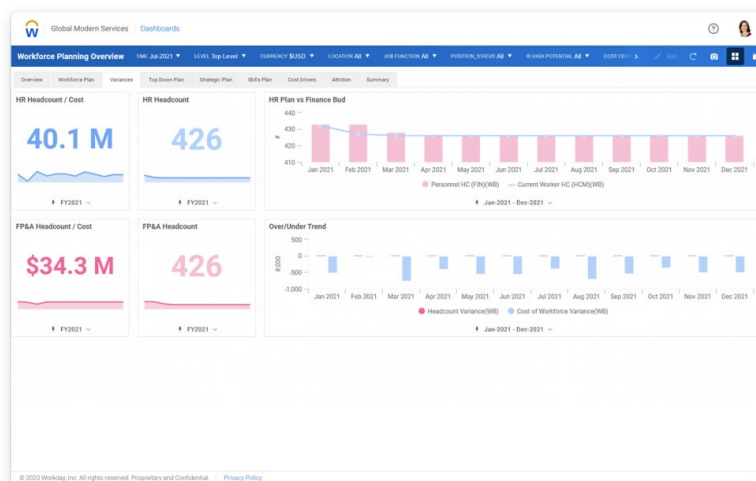 Global Modern Services Dashboards
Workforce Planning Overview TIME Jul-2021 LEVEL Top Level CURRENCY $USD LOCATION All JOB FUNCTION All POSITION_STATUS All IS HIGH POTENTIAL All Edit
Overview Workforce Plan Variances Top Down Plan Strategic Plan Skills Plan Cost Drivers Attrition Summary
HR Headcount / Cost
40.1 M
FY2021
HR Headcount
426
FY2021
HR Plan vs Finance Bud
#
440
430
420
410
Jan 2021 Feb 2021 Mar 2021 Apr 2021 May 2021 Jun 2021 Jul 2021 Aug 2021 Sep 2021 Oct 2021 Nov 2021 Dec 2021
Personnel HC (FIN)(WB) Current Worker HC (HCM)(WB)
Jan-2021 - Dec-2021
FP&A Headcount / Cost
$34.3 M
FY2021
FP&A Headcount
426
FY2021
Over/Under Trend
#,000
500
0
-500
-1,000
Jan 2021 Feb 2021 Mar 2021 Apr 2021 May 2021 Jun 2021 Jul 2021 Aug 2021 Sep 2021 Oct 2021 Nov 2021 Dec 2021
Headcount Variance(WB) Cost of Workforce Variance(WB)
Jan-2021 - Dec-2021
© 2020 Workday, Inc. All rights reserved. Proprietary and Confidential. | Privacy Policy